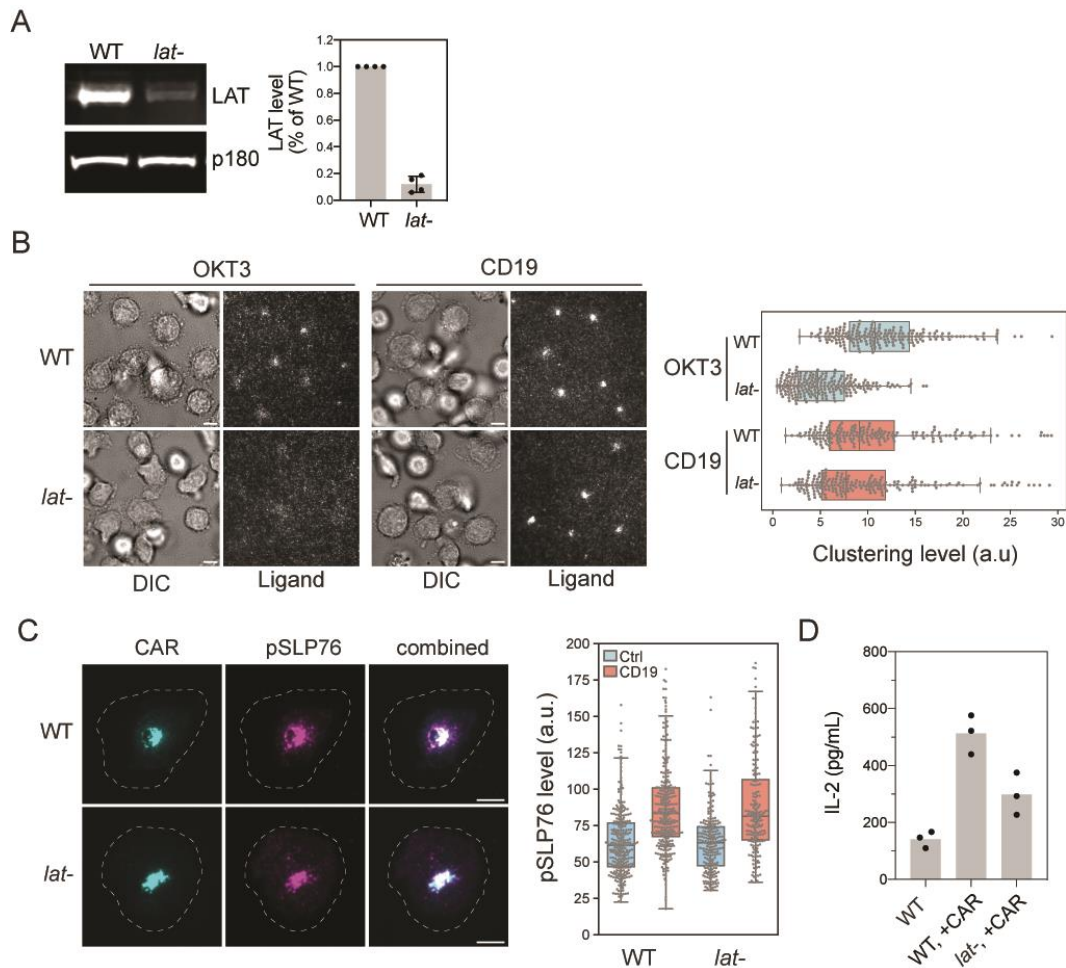 A
WT lat-
LAT
p180
LAT level
(% of WT)
1.2
1.0
0.8
0.6
0.4
0.2
0.0
WT lat-
B
OKT3 CD19
WT
lat-
DIC Ligand DIC Ligand
OKT3
WT
lat-
CD19
WT
lat-
0 5 10 15 20 25 30
Clustering level (a.u)
C
CAR pSLP76 combined
WT
lat-
pSLP76 level (a.u.)
200
175
150
125
100
75
50
25
0
Ctrl
CD19
WT lat-
D
IL-2 (pg/mL)
800
600
400
200
0
WT
WT, +CAR
lat-, +CAR